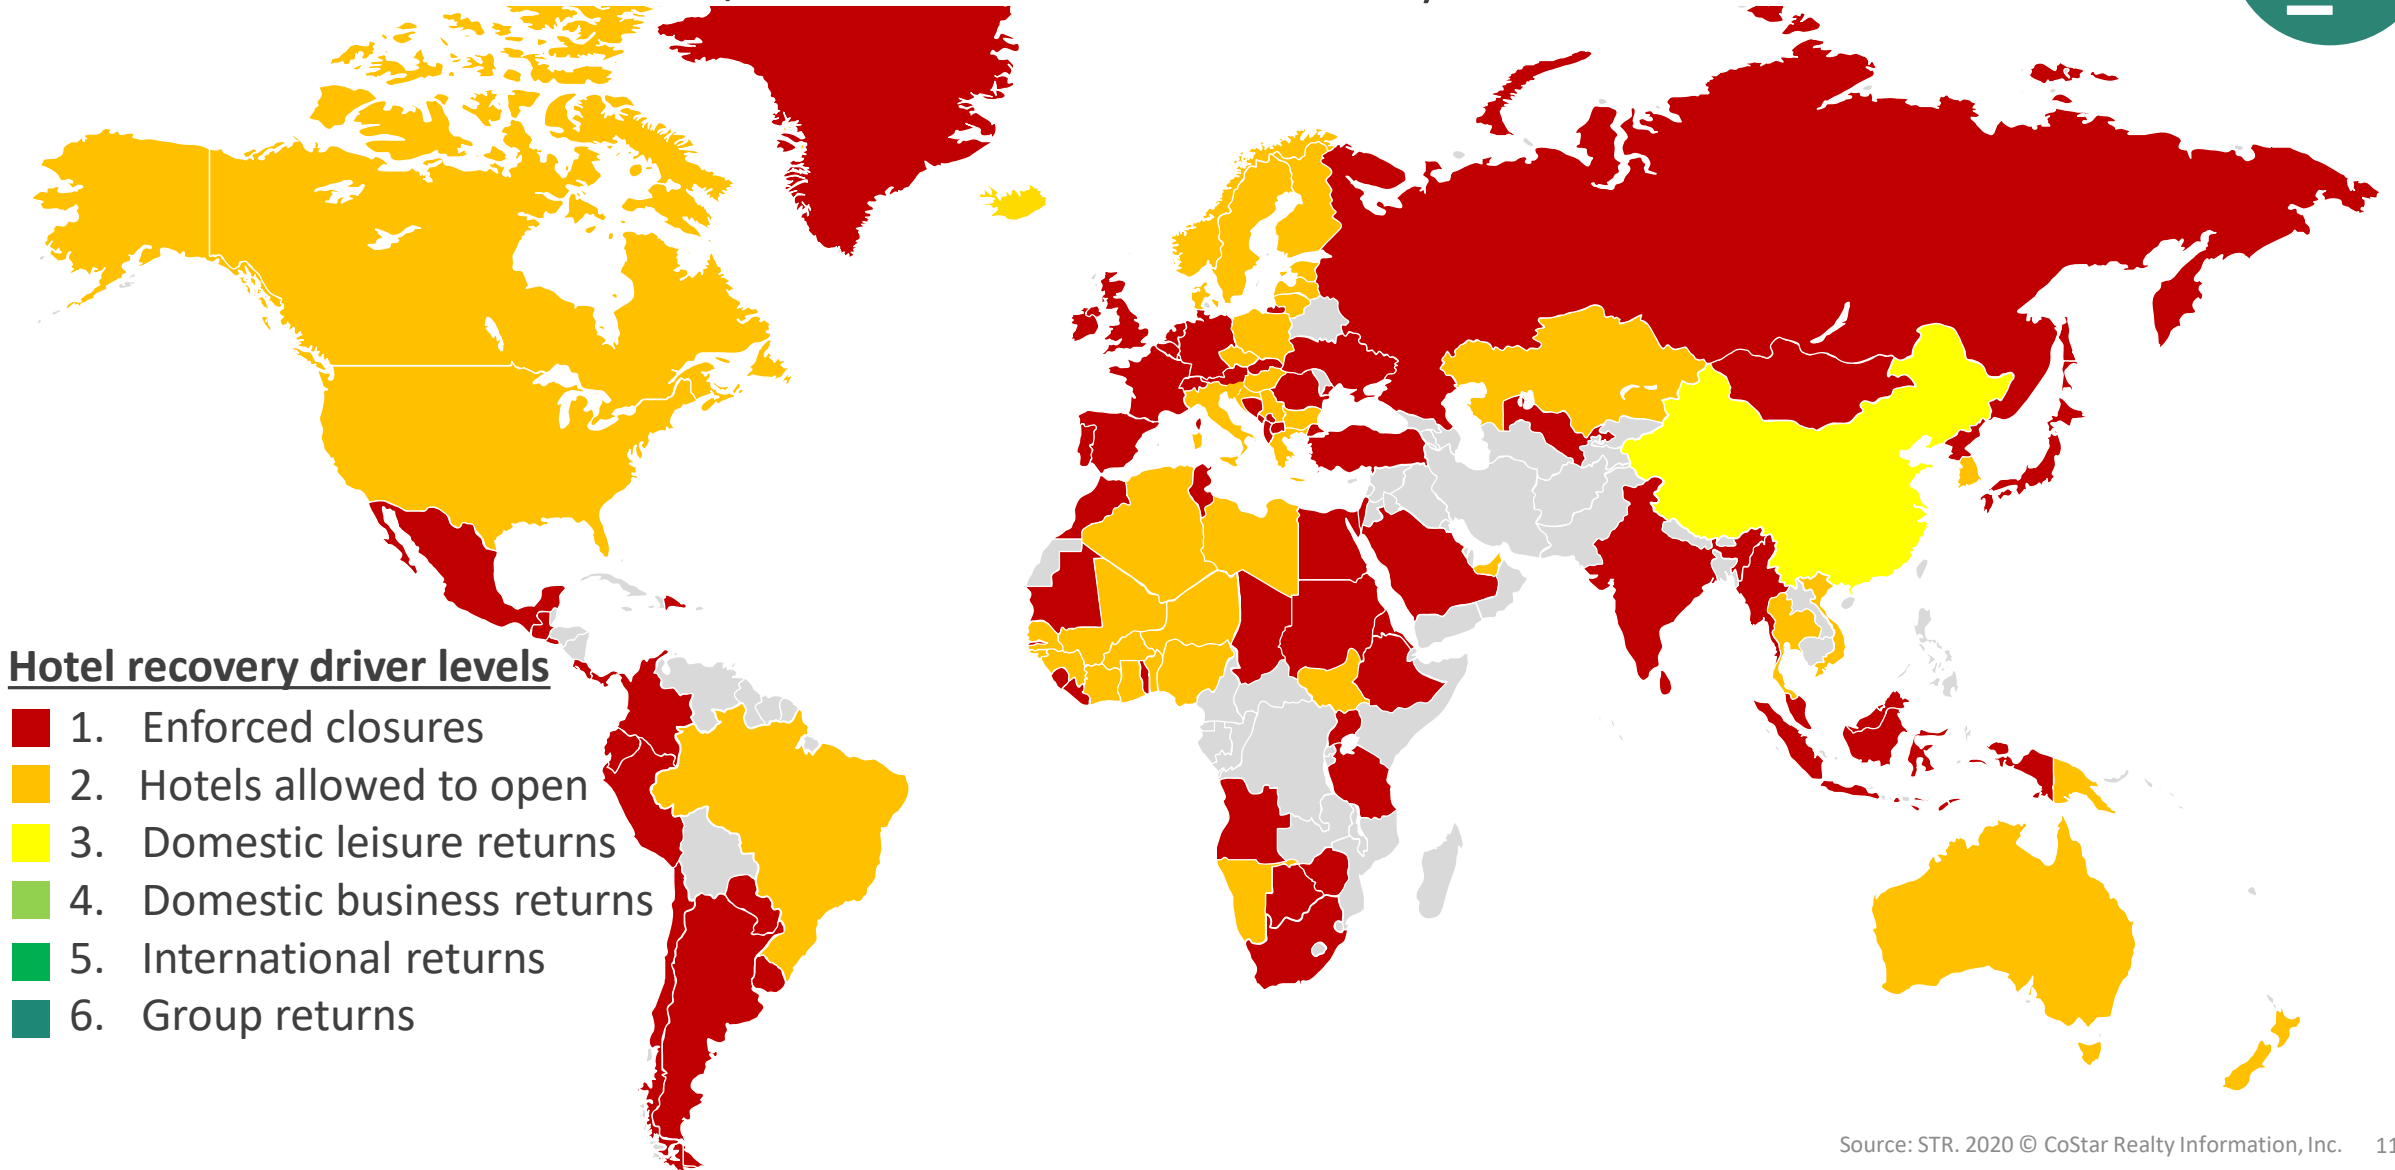 Hotel recovery driver levels
1. Enforced closures
2. Hotels allowed to open
3. Domestic leisure returns
4. Domestic business returns
5. International returns
6. Group returns
Source: STR. 2020 © CoStar Realty Information, Inc. 11